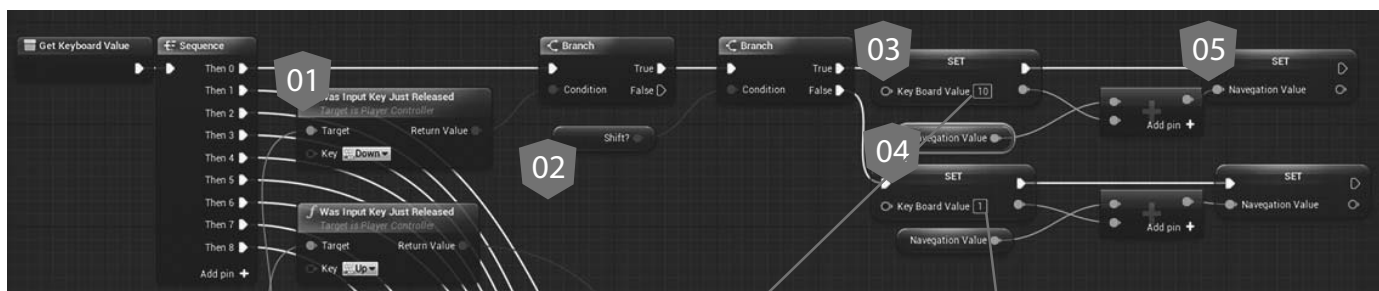 Get Keyboard Value
Sequence
Then 0
Then 1
Then 2
Then 3
Then 4
Then 5
Then 6
Then 7
Then 8
Add pin +
01
Was Input Key Just Released
Target is Player Controller
Target
Return Value
Key
Down
f Was Input Key Just Released
Target is Player Controller
Target
Return Value
Key
Up
Branch
True
Condition
False
02
Shift?
Branch
True
Condition
False
03
SET
Key Board Value 10
Navegation Value
04
SET
Key Board Value 1
Navegation Value
Add pin +
Add pin +
05
SET
Navegation Value
SET
Navegation Value